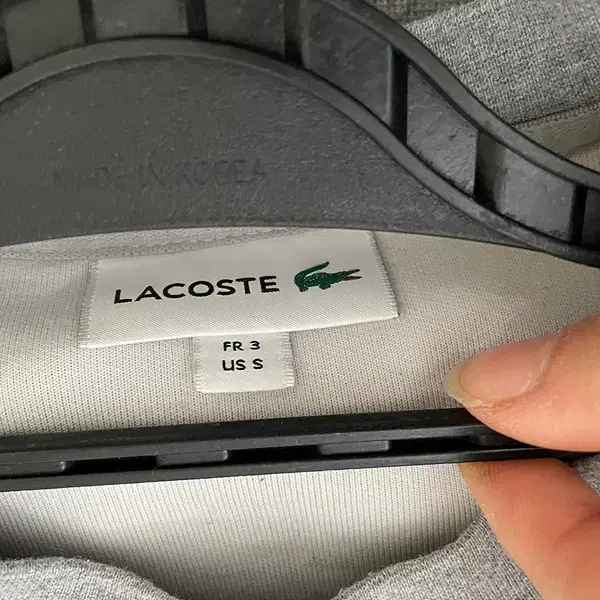 MADE IN KOREA
LACOSTE
FR 3
US S